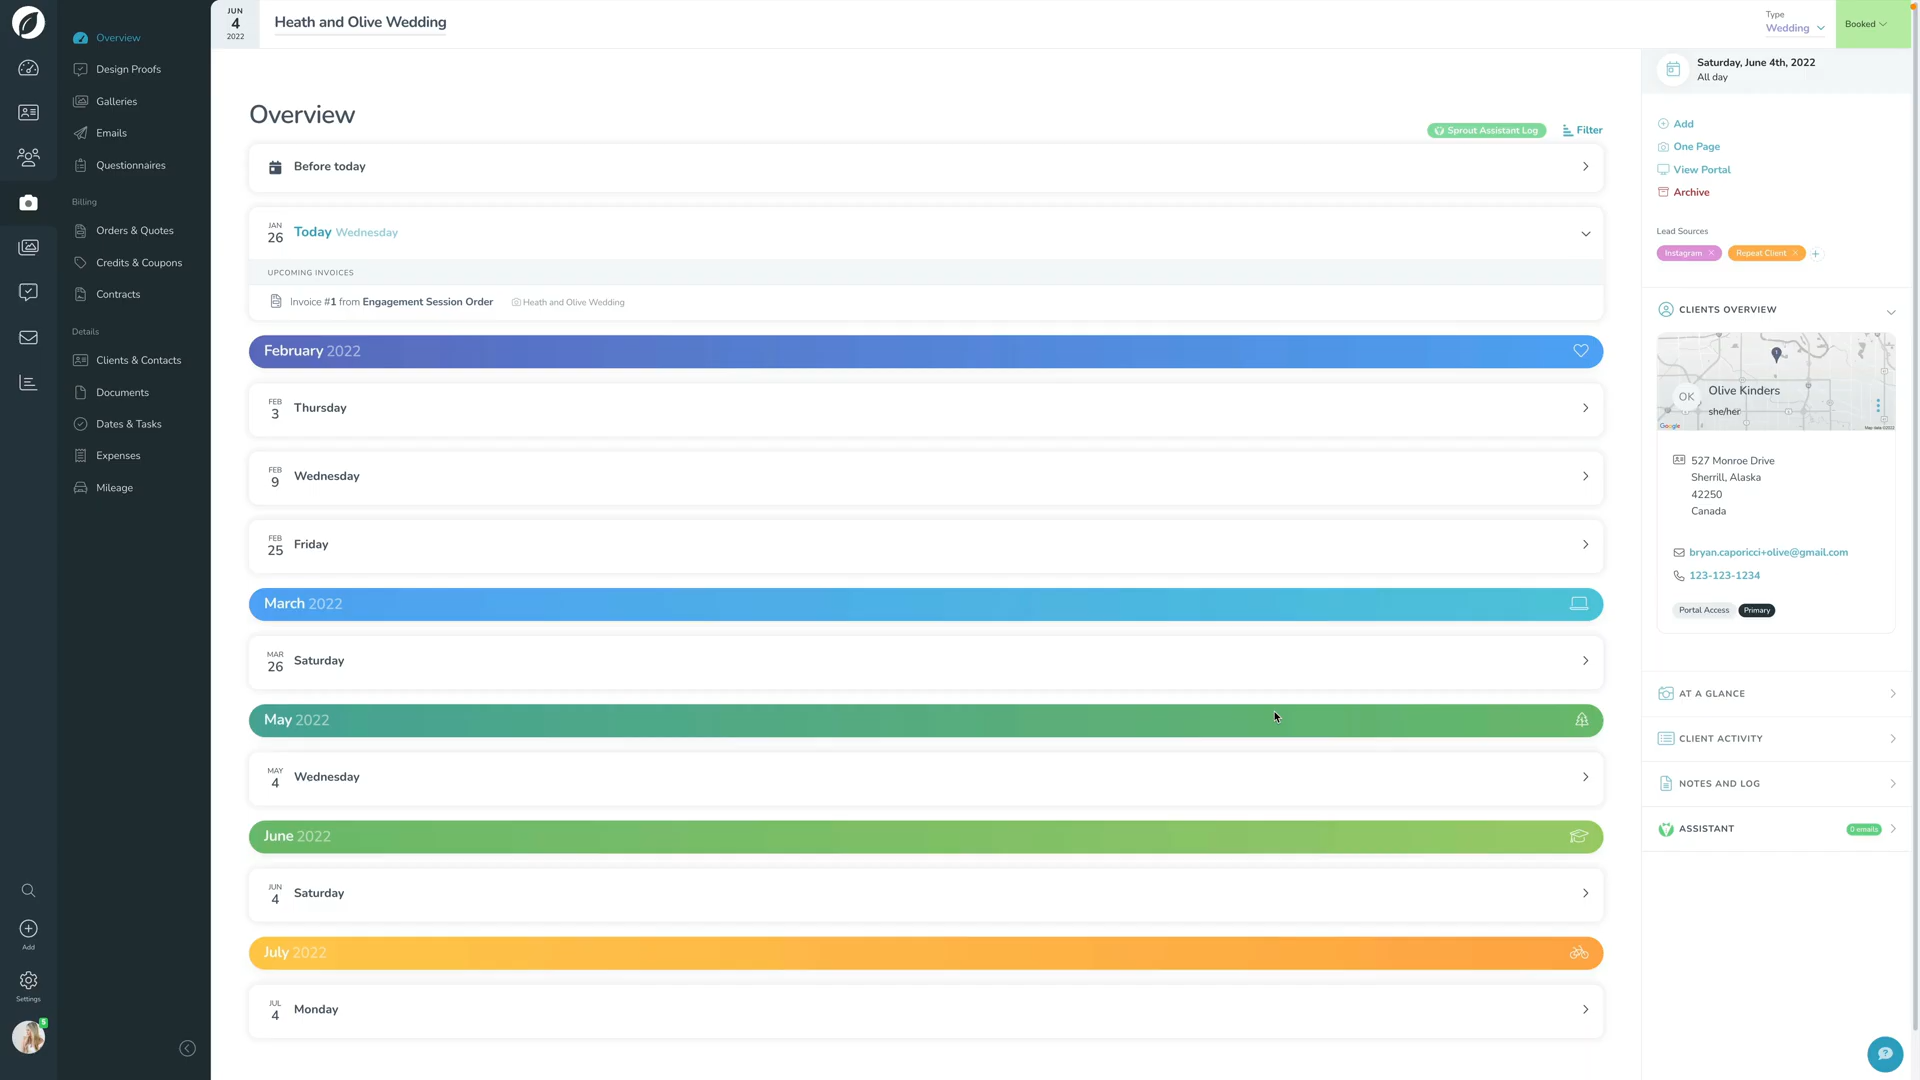 JUN
4
2022
Heath and Olive Wedding
Type
Wedding
Booked
Overview
Design Proofs
Galleries
Emails
Questionnaires
Billing
Orders & Quotes
Credits & Coupons
Contracts
Details
Clients & Contacts
Documents
Dates & Tasks
Expenses
Mileage
Add
Settings
5
Overview
Sprout Assistant Log
Filter
Before today
JAN
26
Today Wednesday
UPCOMING INVOICES
Invoice #1 from Engagement Session Order
Heath and Olive Wedding
February 2022
FEB
3
Thursday
FEB
9
Wednesday
FEB
25
Friday
March 2022
MAR
26
Saturday
May 2022
MAY
4
Wednesday
June 2022
JUN
4
Saturday
July 2022
JUL
4
Monday
Saturday, June 4th, 2022
All day
Add
One Page
View Portal
Archive
Lead Sources
Instagram ×
Repeat Client ×
+
CLIENTS OVERVIEW
OK
Olive Kinders
she/her
Google
Map data ©2022
527 Monroe Drive
Sherrill, Alaska
42250
Canada
bryan.caporicci+olive@gmail.com
123-123-1234
Portal Access
Primary
AT A GLANCE
CLIENT ACTIVITY
NOTES AND LOG
ASSISTANT
0 emails